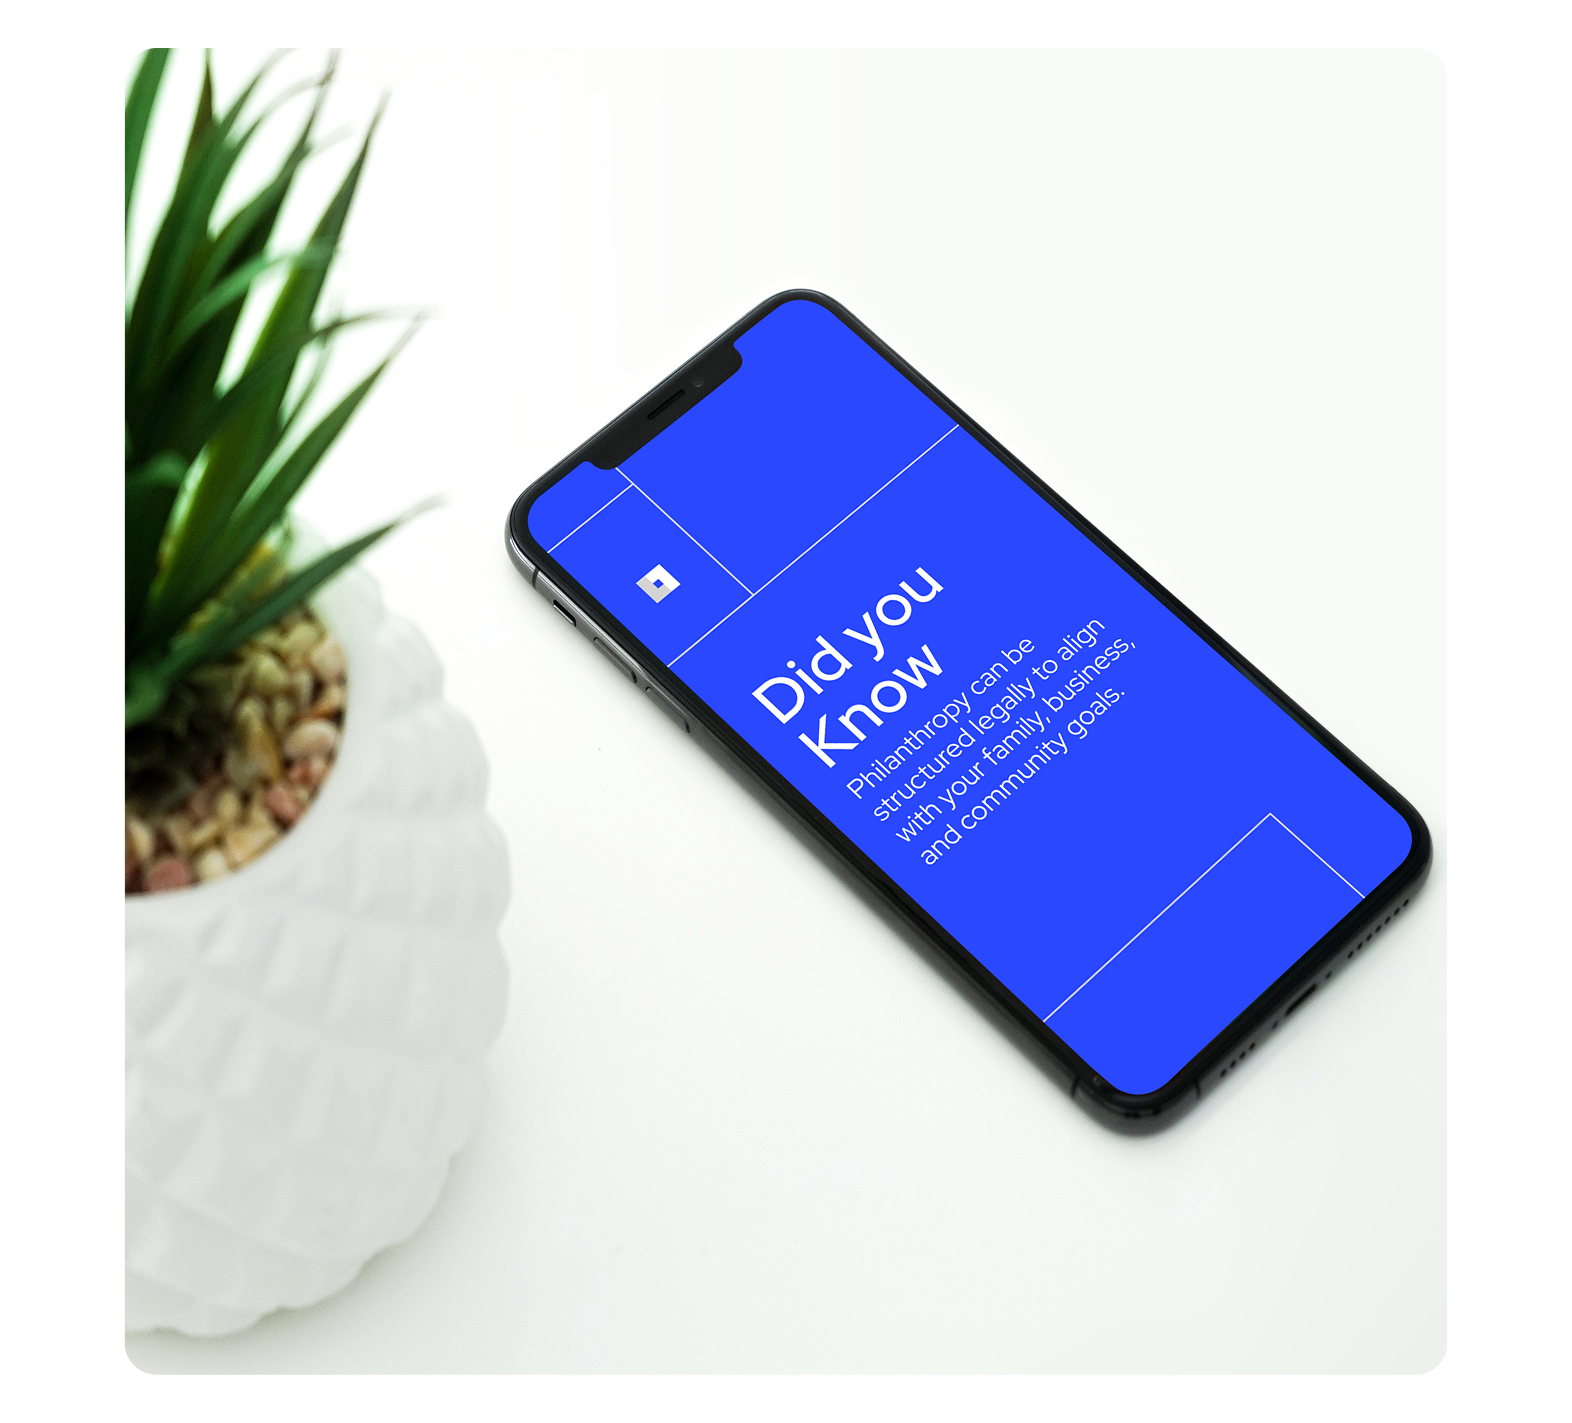 Did you
Know
Philanthropy can be
structured legally to align
with your family, business,
and community goals.